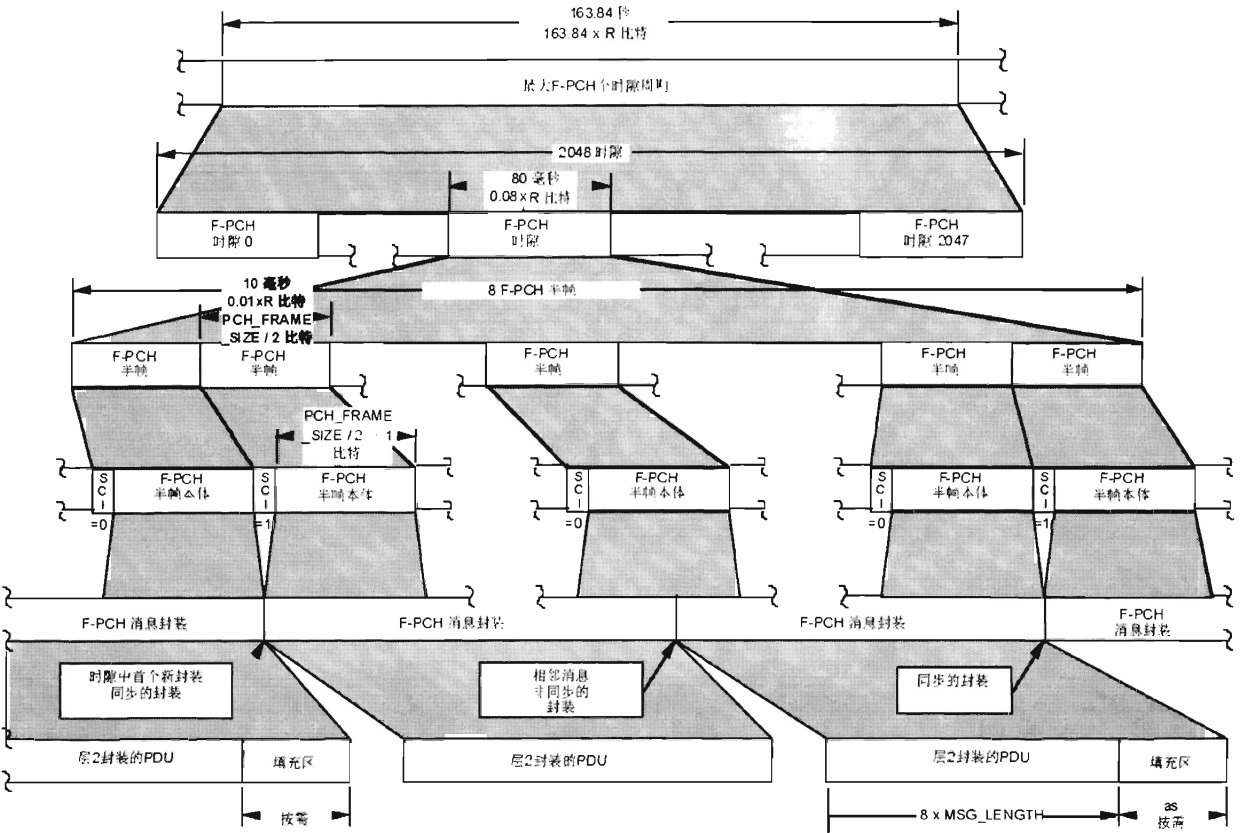 163.84 秒
163.84 x R 比特
最大F-PCH个时隙周期
2048 时隙
80 毫秒
0.08xR 比特
F-PCH
时隙 0
F-PCH
时隙
F-PCH
时隙 2047
10 毫秒
0.01xR 比特
PCH_FRAME
_SIZE / 2 比特
8 F-PCH 半帧
F-PCH
半帧
F-PCH
半帧
F-PCH
半帧
F-PCH
半帧
F-PCH
半帧
PCH_FRAME
_SIZE / 2 - 1
比特
S
C
I
=0
F-PCH
半帧本体
S
C
I
=1
F-PCH
半帧本体
S
C
I
=0
F-PCH
半帧本体
S
C
I
=0
F-PCH
半帧本体
S
C
I
=1
F-PCH
半帧本体
F-PCH 消息封装
F-PCH 消息封装
F-PCH 消息封装
F-PCH
消息封装
时隙中首个新封装
同步的封装
相邻消息
非同步的
封装
同步的封装
层2封装的PDU
填充区
层2封装的PDU
层2封装的PDU
填充区
按需
8 x MSG_LENGTH
as
按需